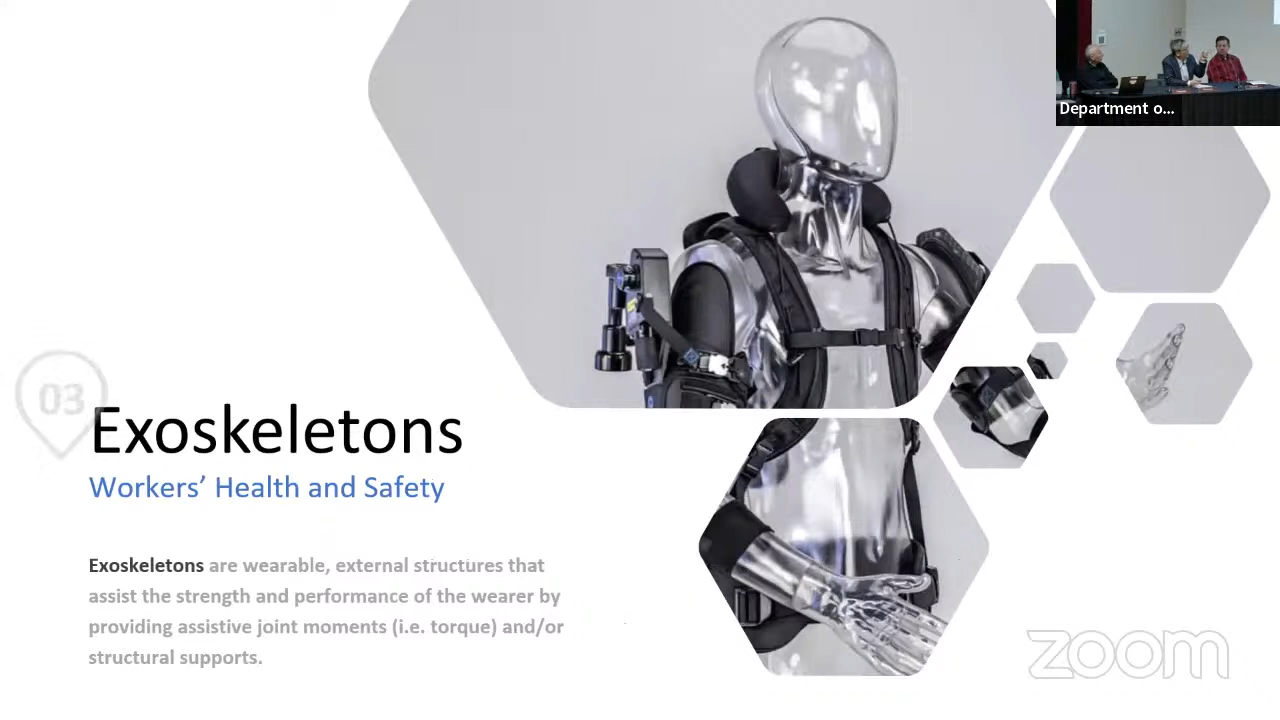 Department o...
03
Exoskeletons
Workers' Health and Safety
Exoskeletons are wearable, external structures that
assist the strength and performance of the wearer by
providing assistive joint moments (i.e. torque) and/or
structural supports.
zoom